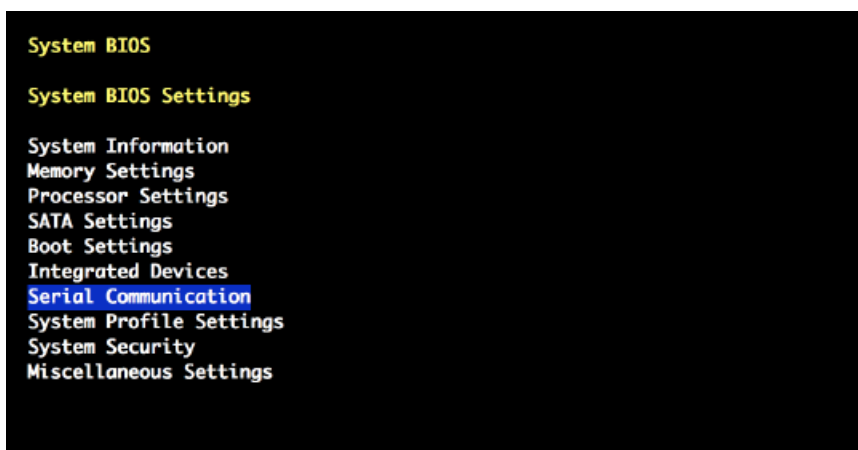 System BIOS
System BIOS Settings
System Information
Memory Settings
Processor Settings
SATA Settings
Boot Settings
Integrated Devices
Serial Communication
System Profile Settings
System Security
Miscellaneous Settings